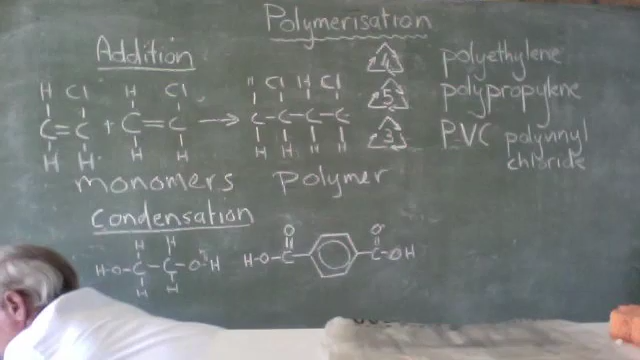 Polymerisation
Addition
4 polyethylene
5 polypropylene
3 PVC polyvinyl chloride
H Cl H Cl H Cl H Cl
C=C + C=C → C-C-C-C
H H H H H H H H
monomers polymer
Condensation
H H O O
H-O-C-C-O-H H-O-C C-OH
H H